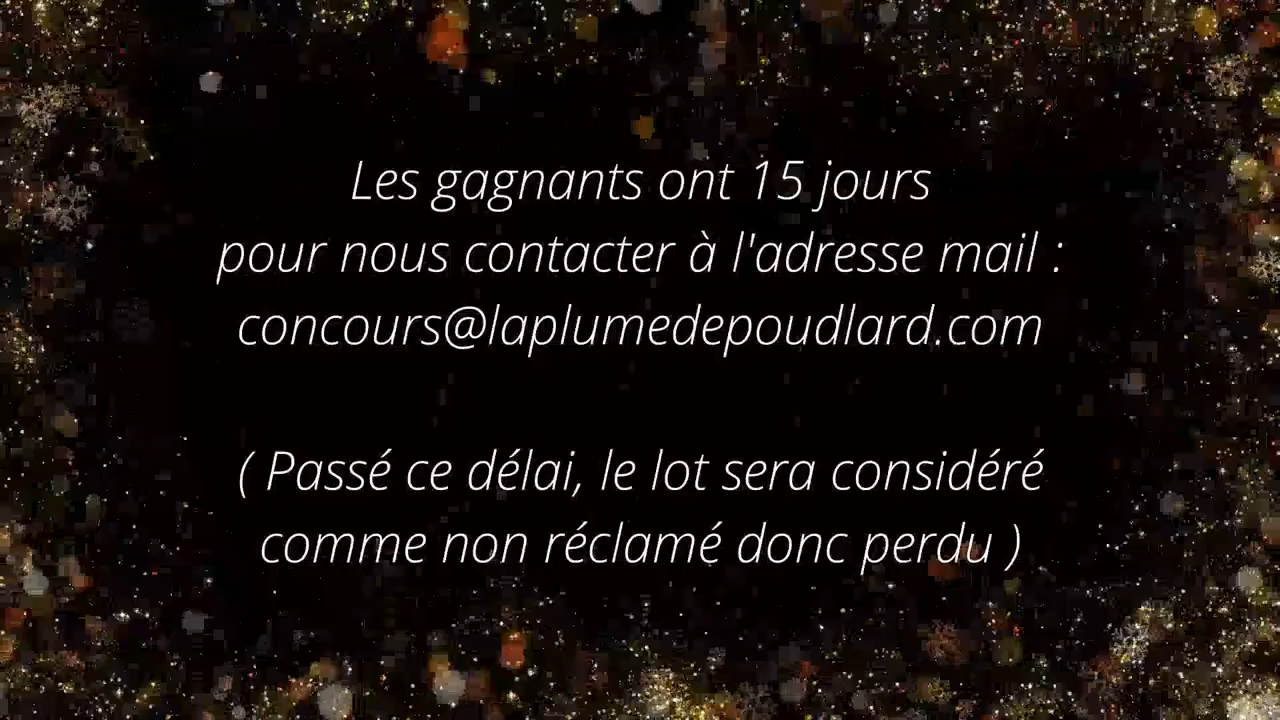 Les gagnants ont 15 jours
pour nous contacter à l'adresse mail :
concours@laplumedepoudlard.com
( Passé ce délai, le lot sera considéré
comme non réclamé donc perdu )